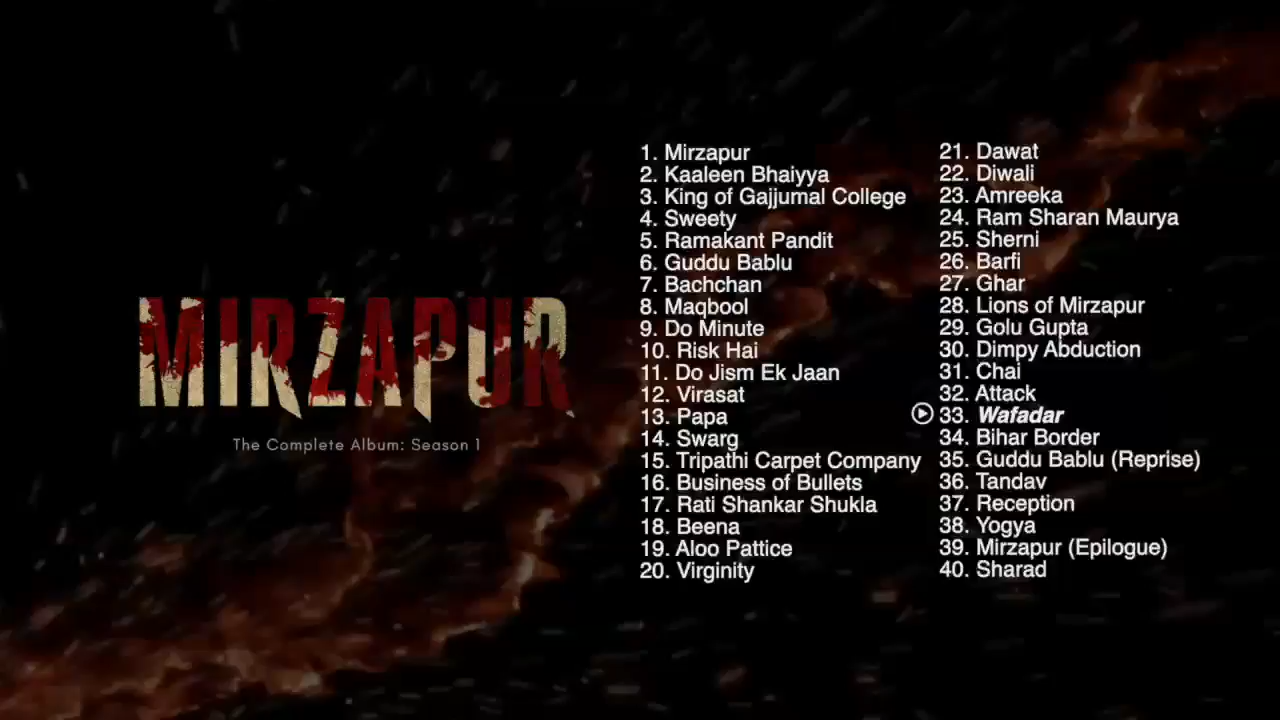 MIRZAPUR
The Complete Album: Season 1
1. Mirzapur
2. Kaaleen Bhaiyya
3. King of Gajjumal College
4. Sweety
5. Ramakant Pandit
6. Guddu Bablu
7. Bachchan
8. Maqbool
9. Do Minute
10. Risk Hai
11. Do Jism Ek Jaan
12. Virasat
13. Papa
14. Swarg
15. Tripathi Carpet Company
16. Business of Bullets
17. Rati Shankar Shukla
18. Beena
19. Aloo Pattice
20. Virginity
21. Dawat
22. Diwali
23. Amreeka
24. Ram Sharan Maurya
25. Sherni
26. Barfi
27. Ghar
28. Lions of Mirzapur
29. Golu Gupta
30. Dimpy Abduction
31. Chai
32. Attack
33. Wafadar
34. Bihar Border
35. Guddu Bablu (Reprise)
36. Tandav
37. Reception
38. Yogya
39. Mirzapur (Epilogue)
40. Sharad